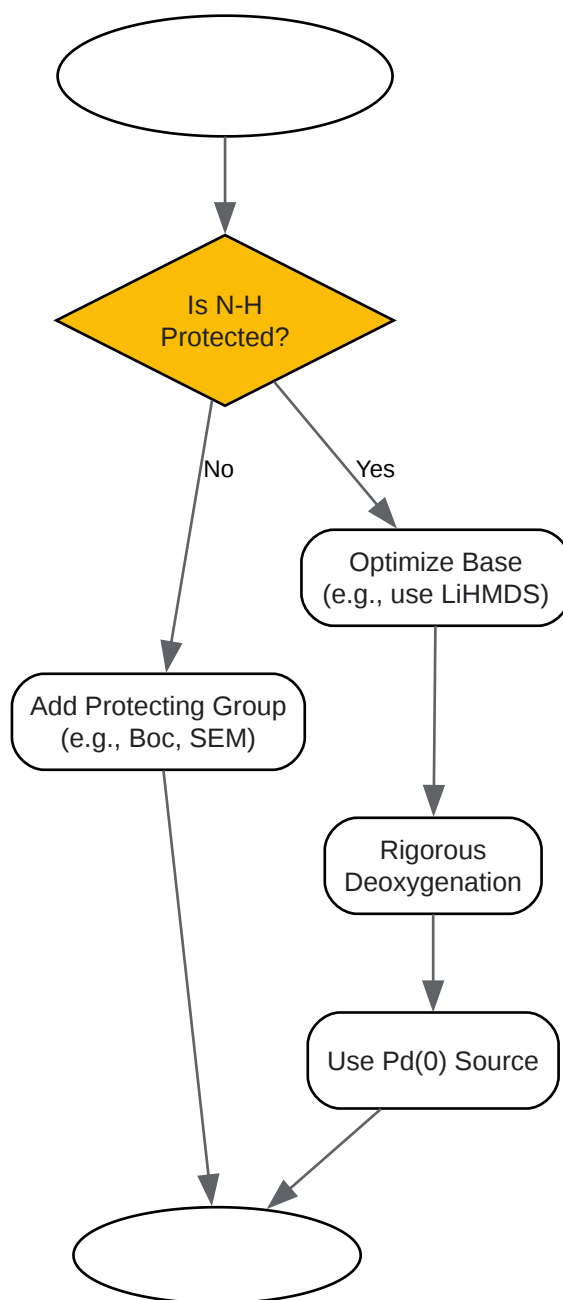 Is N-H
Protected?
No
Yes
Optimize Base
(e.g., use LiHMDS)
Add Protecting Group
(e.g., Boc, SEM)
Rigorous
Deoxygenation
Use Pd(0) Source